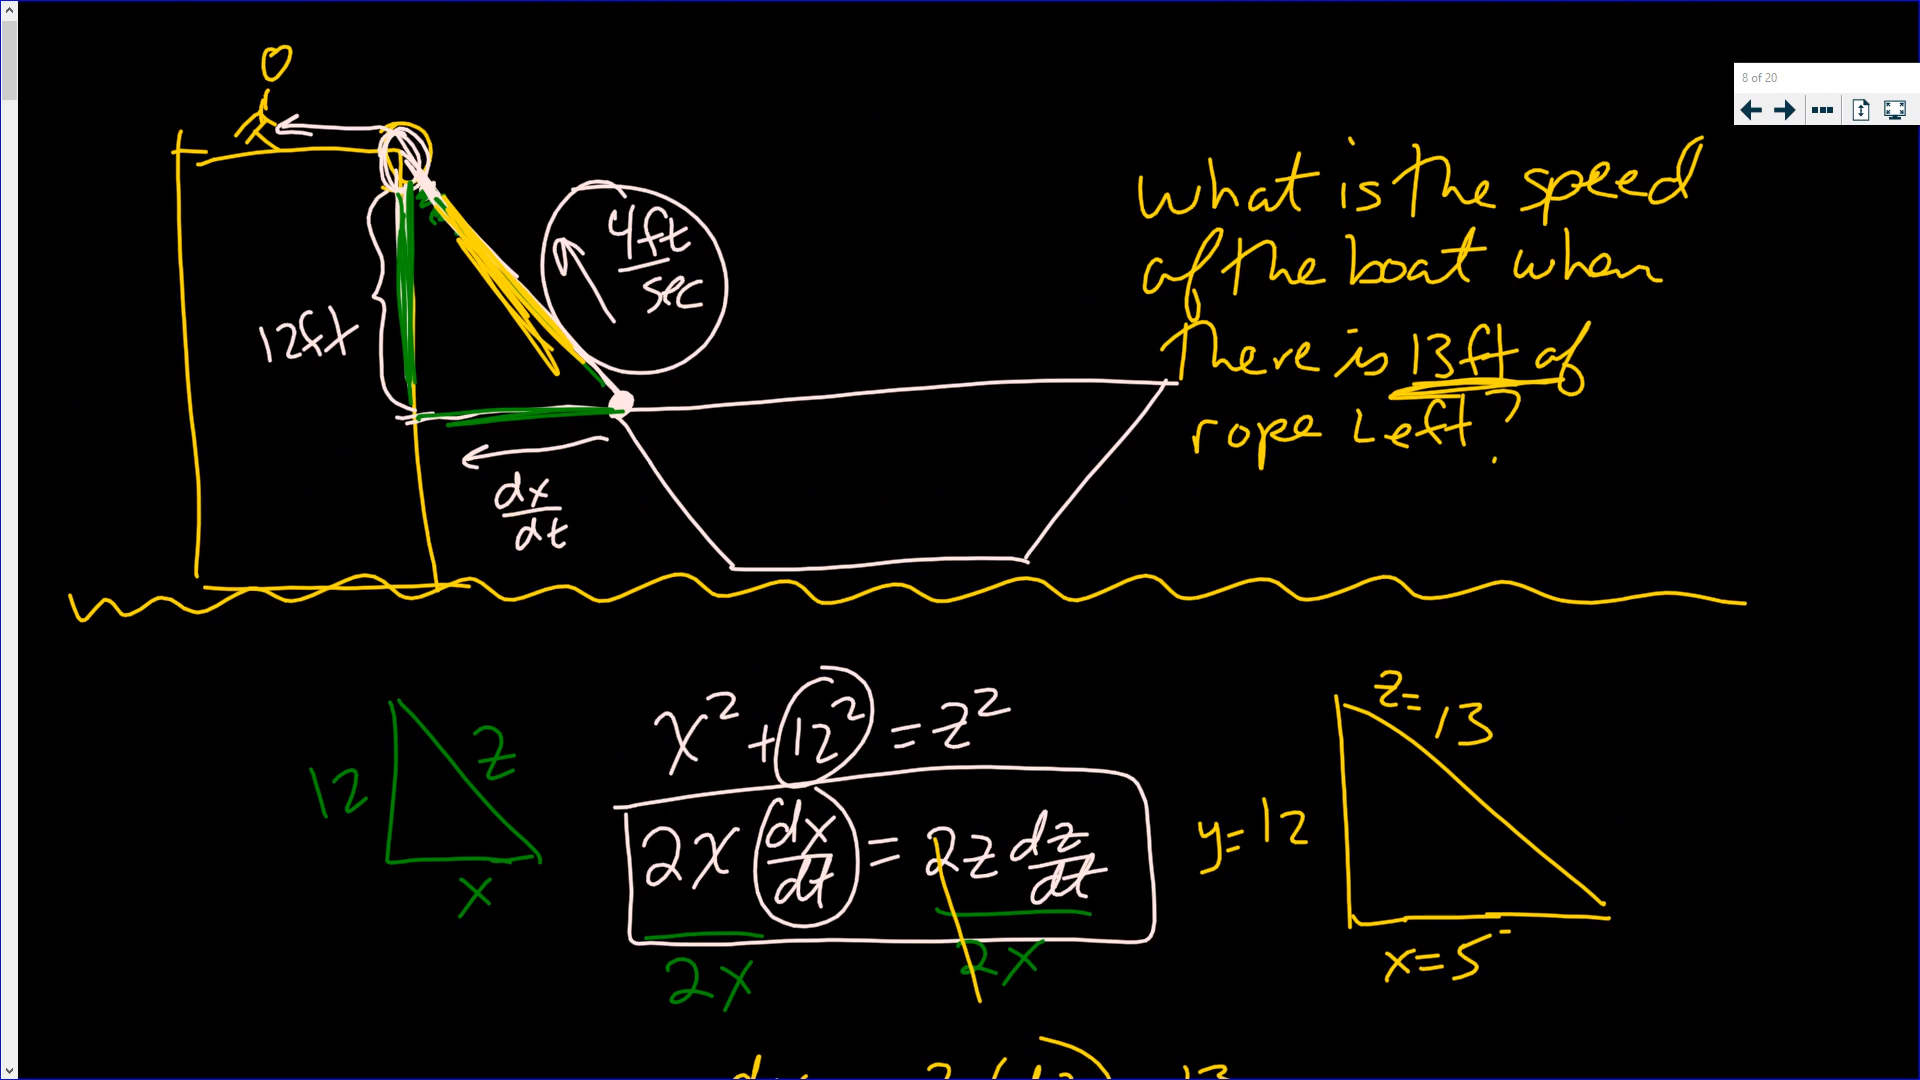 8 of 20
What is the speed
of the boat when
there is 13ft of
rope Left?
4ft
sec
12ft
dx
dt
x² + 12² = z²
2x dx/dt = 2z dz/dt
2x 2x
12
z
x
z = 13
y = 12
x = 5